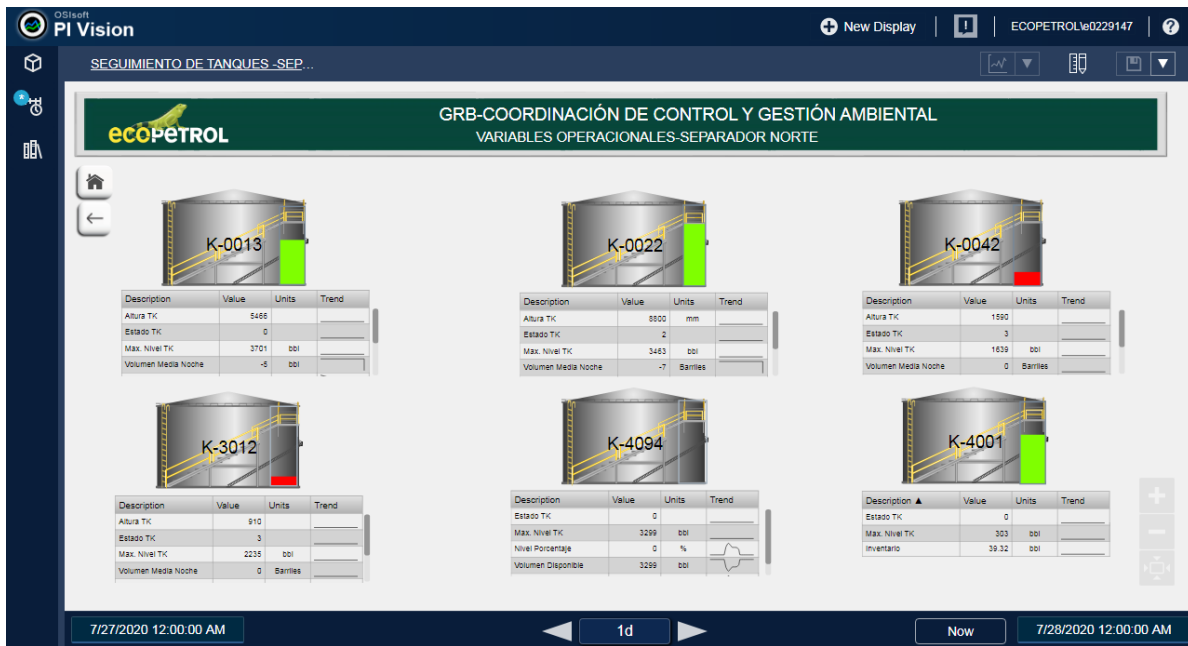 OSIsoft
PI Vision
New Display
ECOPETROL\e0229147
SEGUIMIENTO DE TANQUES -SEP...
ecopetrol
GRB-COORDINACIÓN DE CONTROL Y GESTIÓN AMBIENTAL
VARIABLES OPERACIONALES-SEPARADOR NORTE
K-0013
Description Value Units Trend
Altura TK 5466
Estado TK 0
Max. Nivel TK 3701 bbl
Volumen Media Noche -5 bbl
K-0022
Description Value Units Trend
Altura TK 8800 mm
Estado TK 2
Max. Nivel TK 3463 bbl
Volumen Media Noche -7 Barriles
K-0042
Description Value Units Trend
Altura TK 1590
Estado TK 3
Max. Nivel TK 1639 bbl
Volumen Media Noche 0 Barriles
K-3012
Description Value Units Trend
Altura TK 910
Estado TK 3
Max. Nivel TK 2235 bbl
Volumen Media Noche 0 Barriles
K-4094
Description Value Units Trend
Estado TK 0
Max. Nivel TK 3299 bbl
Nivel Porcentaje 0 %
Volumen Disponible 3299 bbl
K-4001
Description ▲ Value Units Trend
Estado TK 0
Max. Nivel TK 303 bbl
Inventario 39.32 bbl
7/27/2020 12:00:00 AM
1d
Now
7/28/2020 12:00:00 AM